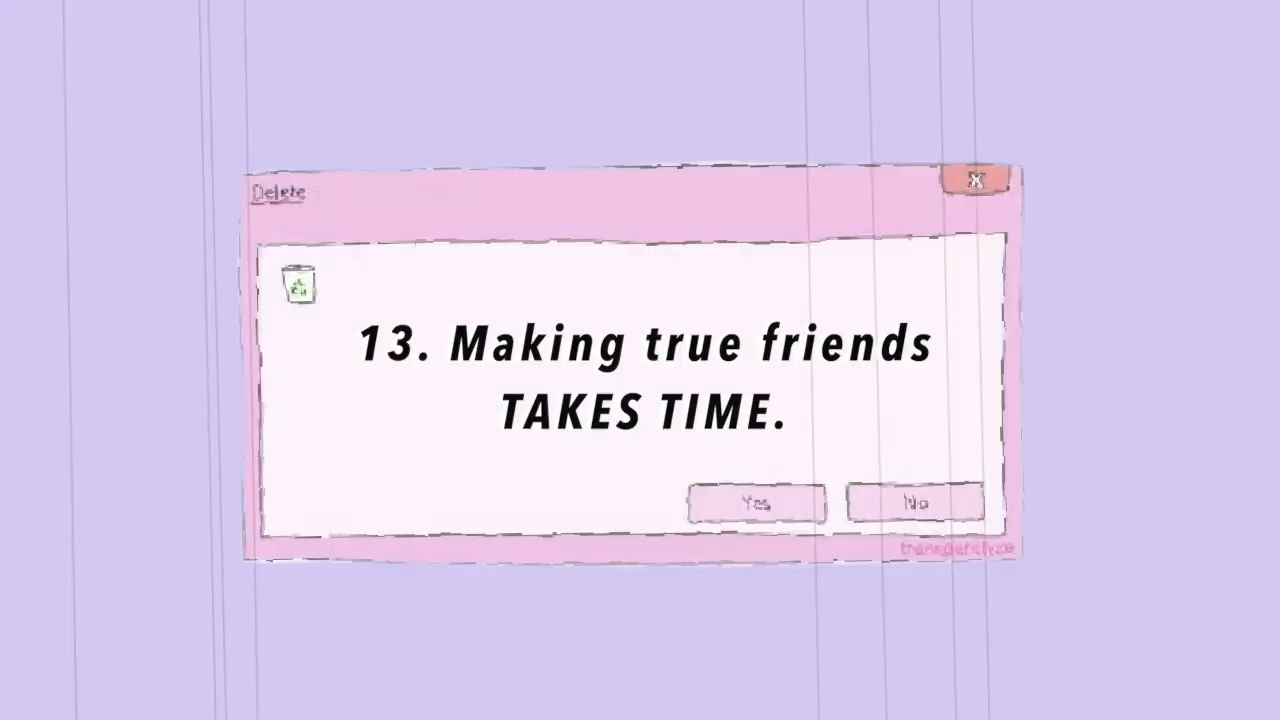 Delete
X
13. Making true friends
TAKES TIME.
Yes
No